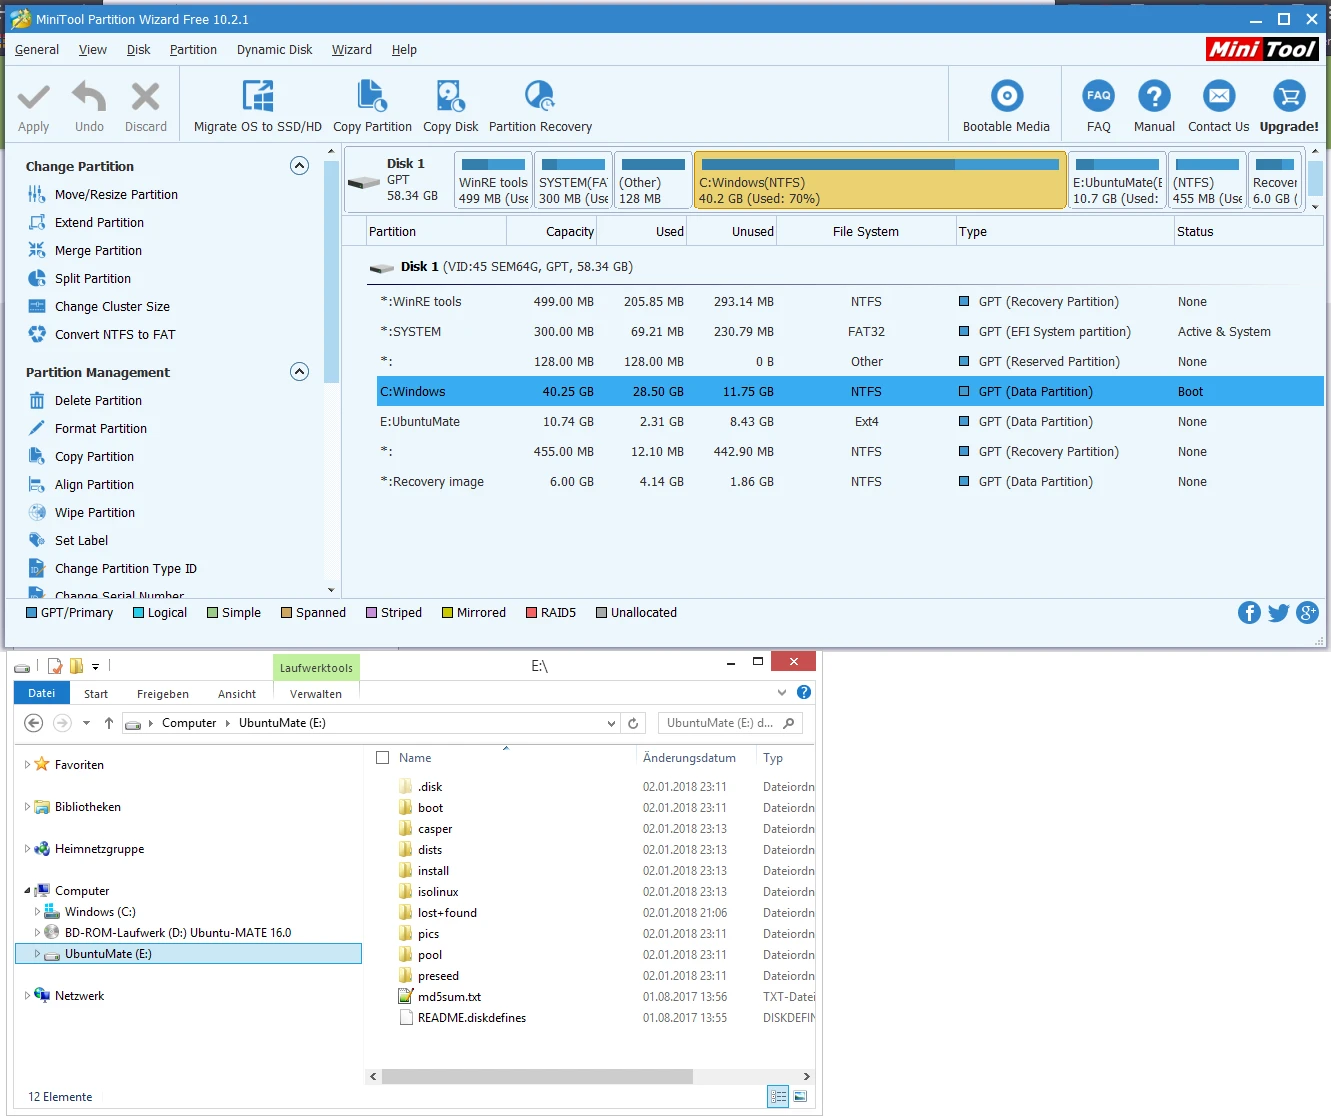 MiniTool Partition Wizard Free 10.2.1
General View Disk Partition Dynamic Disk Wizard Help
Mini Tool
Apply Undo Discard Migrate OS to SSD/HD Copy Partition Copy Disk Partition Recovery Bootable Media FAQ Manual Contact Us Upgrade!
FAQ
Change Partition
Move/Resize Partition
Extend Partition
Merge Partition
Split Partition
Change Cluster Size
Convert NTFS to FAT
Partition Management
Delete Partition
Format Partition
Copy Partition
Align Partition
Wipe Partition
Set Label
Change Partition Type ID
Change Serial Number
Disk 1
GPT
58.34 GB
WinRE tools
499 MB (Use
SYSTEM(FA
300 MB (Use
(Other)
128 MB
C:Windows(NTFS)
40.2 GB (Used: 70%)
E:UbuntuMate(E
10.7 GB (Used:
(NTFS)
455 MB (Use
Recover
6.0 GB (
Partition Capacity Used Unused File System Type Status
Disk 1 (VID:45 SEM64G, GPT, 58.34 GB)
*:WinRE tools 499.00 MB 205.85 MB 293.14 MB NTFS GPT (Recovery Partition) None
*:SYSTEM 300.00 MB 69.21 MB 230.79 MB FAT32 GPT (EFI System partition) Active & System
*: 128.00 MB 128.00 MB 0 B Other GPT (Reserved Partition) None
C:Windows 40.25 GB 28.50 GB 11.75 GB NTFS GPT (Data Partition) Boot
E:UbuntuMate 10.74 GB 2.31 GB 8.43 GB Ext4 GPT (Data Partition) None
*: 455.00 MB 12.10 MB 442.90 MB NTFS GPT (Recovery Partition) None
*:Recovery image 6.00 GB 4.14 GB 1.86 GB NTFS GPT (Data Partition) None
GPT/Primary Logical Simple Spanned Striped Mirrored RAID5 Unallocated
Laufwerktools E:\
Datei Start Freigeben Ansicht Verwalten
Computer UbuntuMate (E:) UbuntuMate (E:) d...
Favoriten
Bibliotheken
Heimnetzgruppe
Computer
Windows (C:)
BD-ROM-Laufwerk (D:) Ubuntu-MATE 16.0
UbuntuMate (E:)
Netzwerk
Name Änderungsdatum Typ
.disk 02.01.2018 23:11 Dateiordn
boot 02.01.2018 23:11 Dateiordn
casper 02.01.2018 23:13 Dateiordn
dists 02.01.2018 23:13 Dateiordn
install 02.01.2018 23:13 Dateiordn
isolinux 02.01.2018 23:13 Dateiordn
lost+found 02.01.2018 21:06 Dateiordn
pics 02.01.2018 23:11 Dateiordn
pool 02.01.2018 23:11 Dateiordn
preseed 02.01.2018 23:11 Dateiordn
md5sum.txt 01.08.2017 13:56 TXT-Datei
README.diskdefines 01.08.2017 13:55 DISKDEFIN
12 Elemente